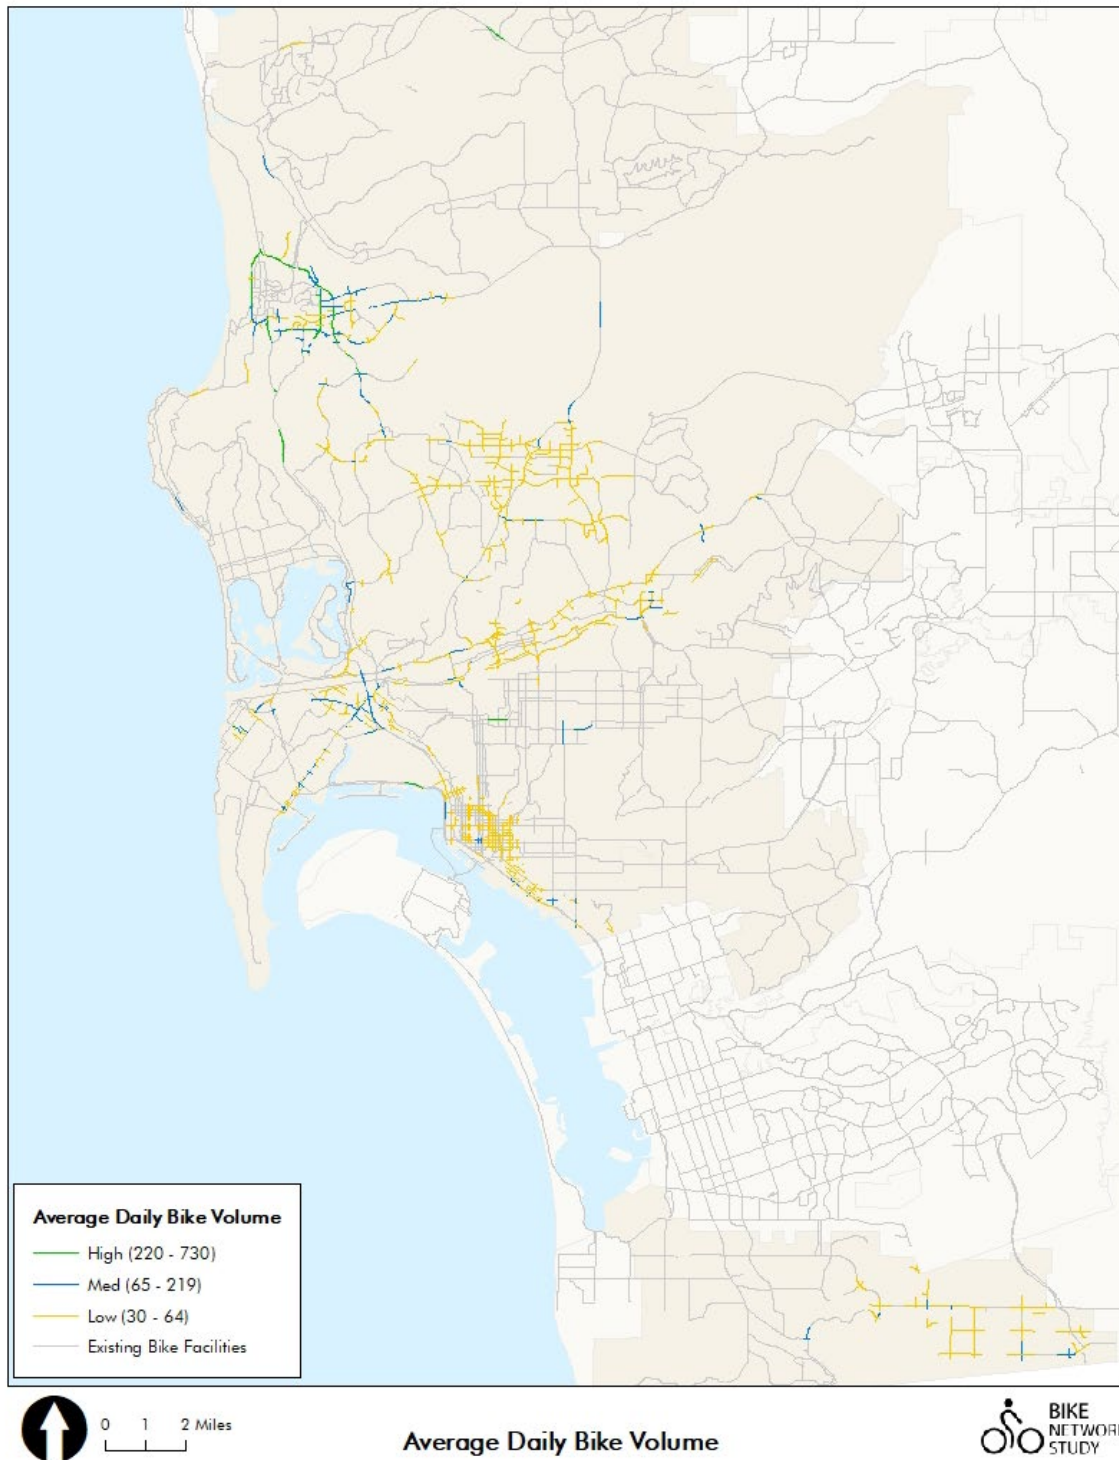 Average Daily Bike Volume
High (220 - 730)
Med (65 - 219)
Low (30 - 64)
Existing Bike Facilities
0 1 2 Miles
Average Daily Bike Volume
BIKE
NETWORK
STUDY